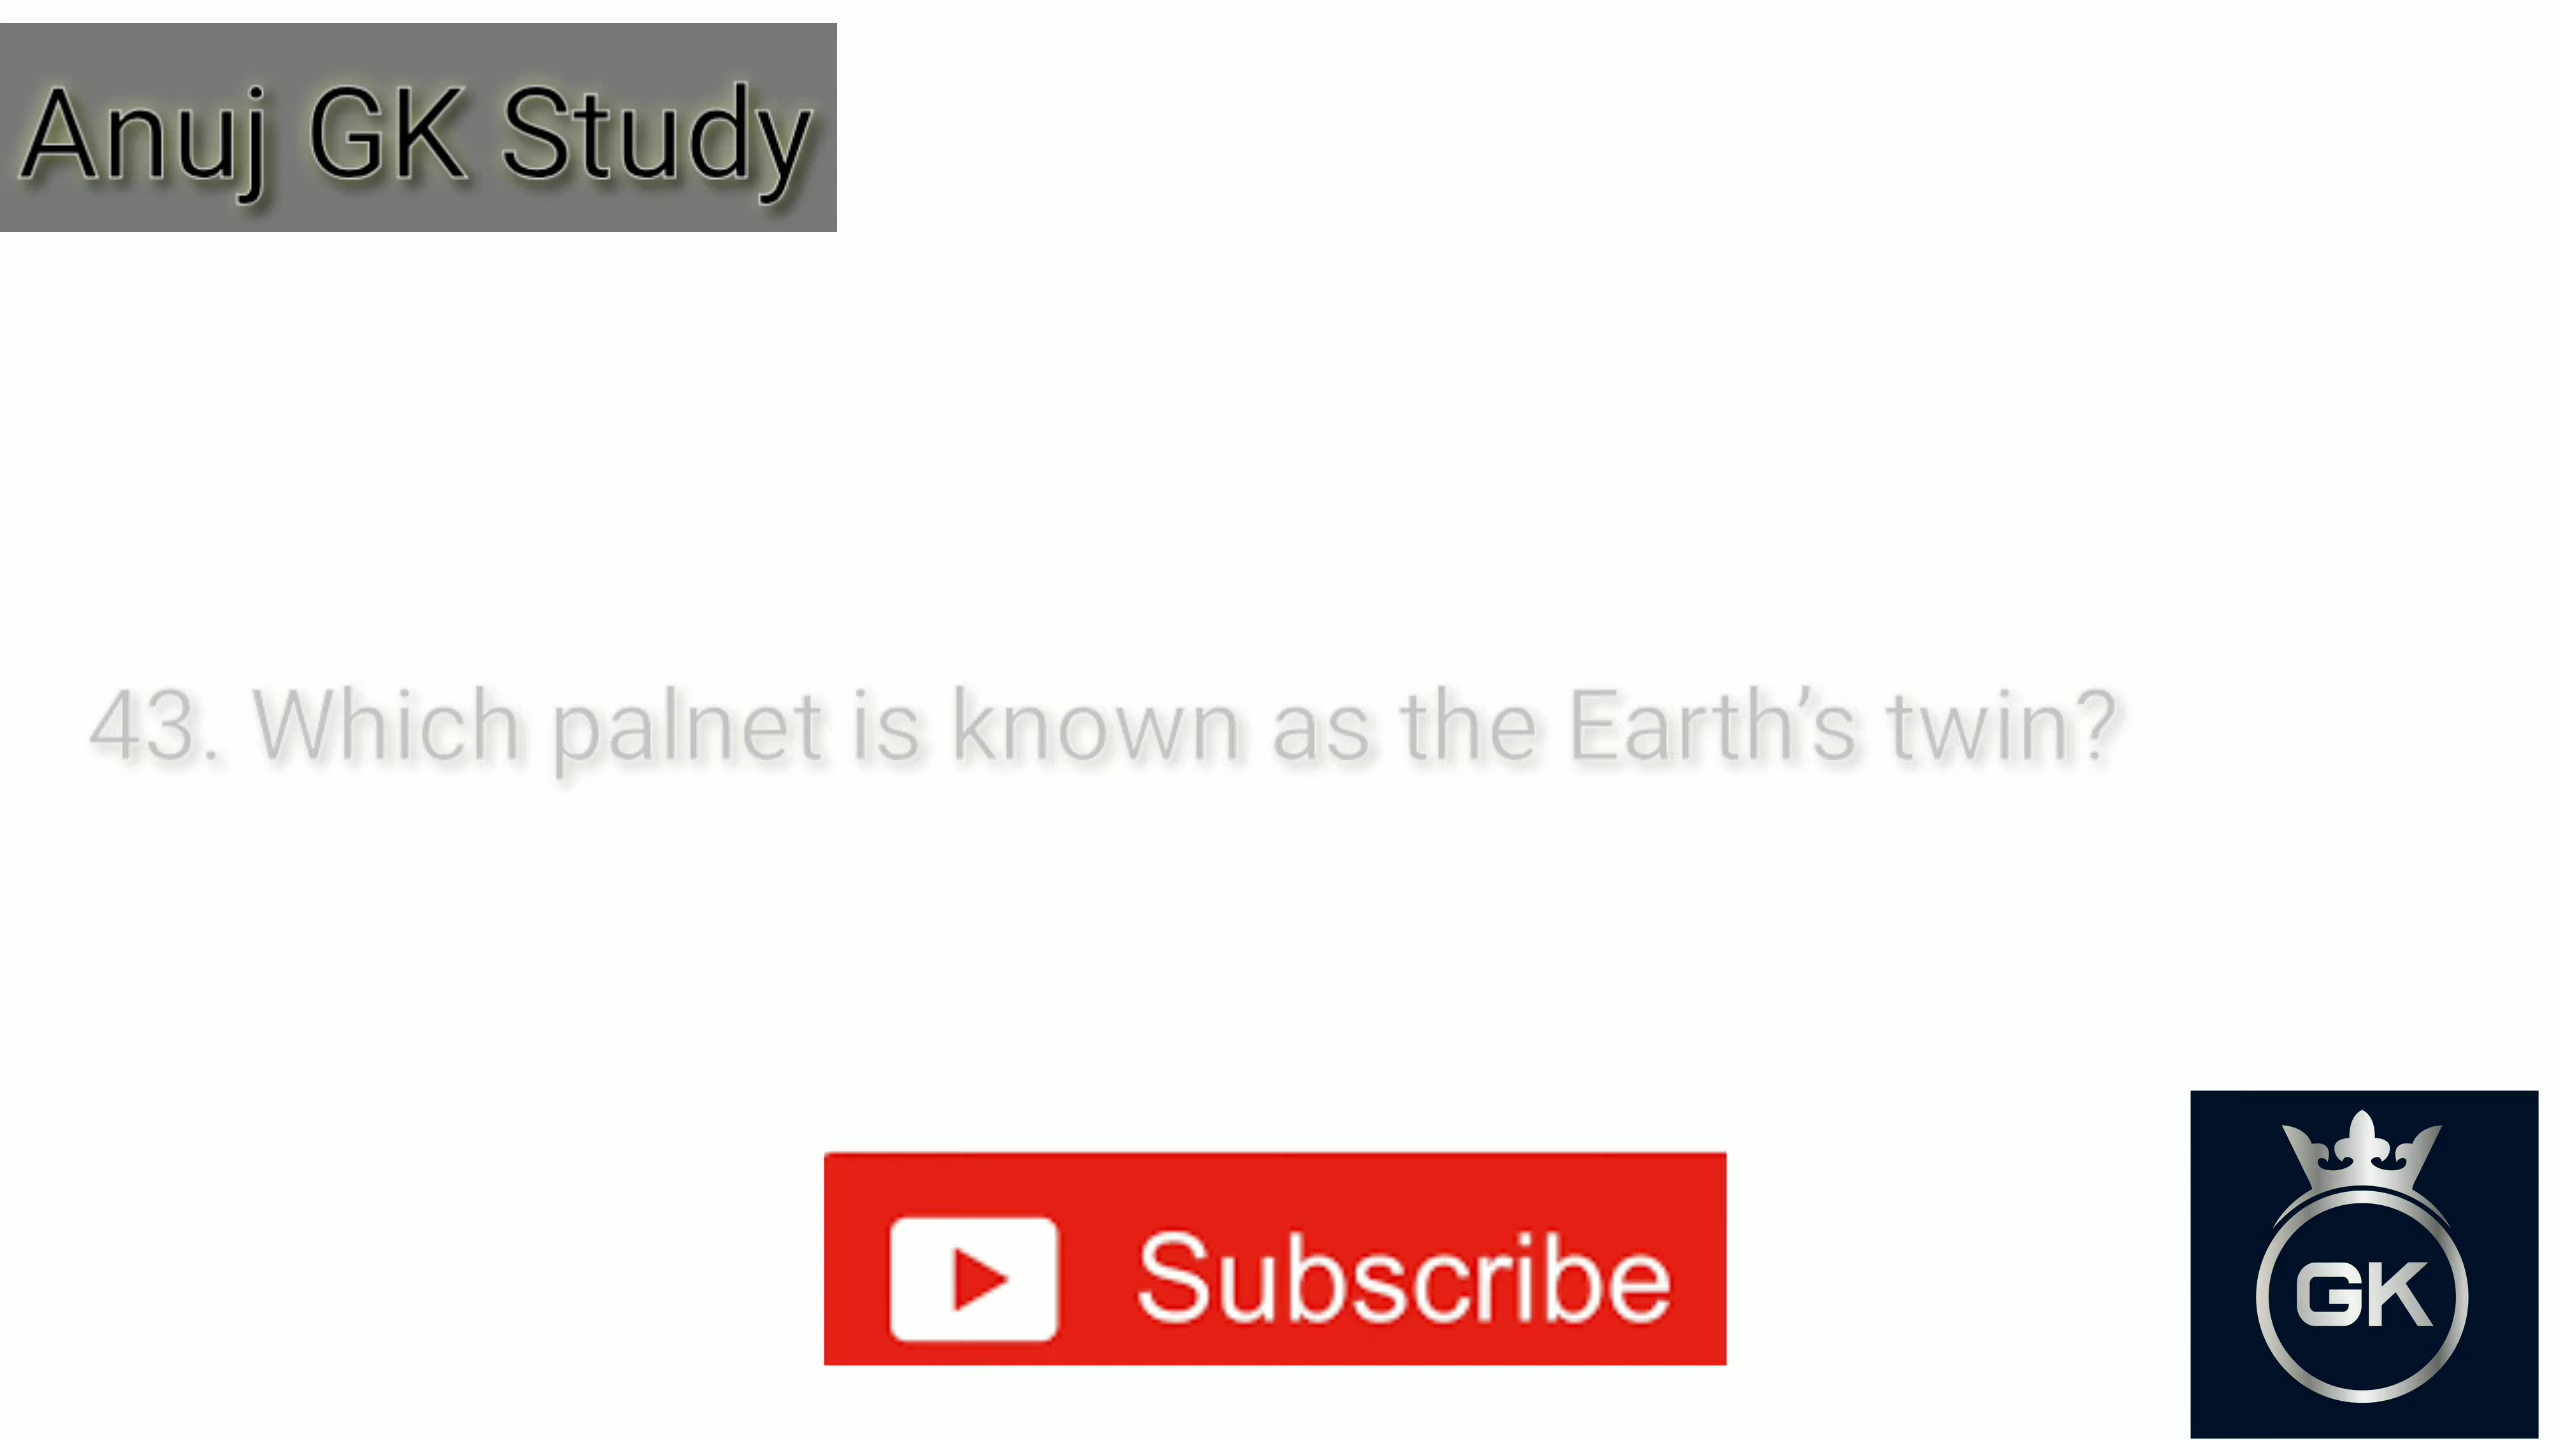 Anuj GK Study
43. Which palnet is known as the Earth’s twin?
Subscribe
GK